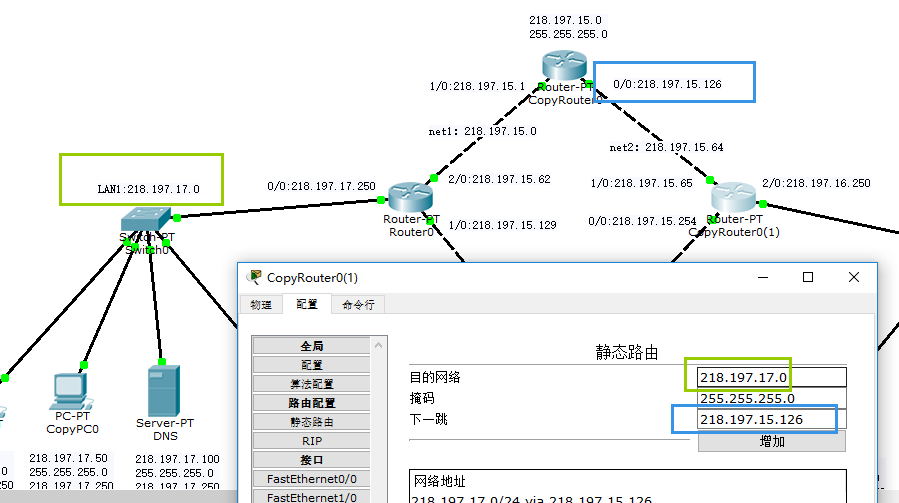 218.197.15.0
255.255.255.0
1/0:218.197.15.1
0/0:218.197.15.126
Router-PT
CopyRouter0
net1: 218.197.15.0
net2: 218.197.15.64
LAN1:218.197.17.0
0/0:218.197.17.250
2/0:218.197.15.62
1/0:218.197.15.65
2/0:218.197.16.250
Router-PT
Router0
1/0:218.197.15.129
0/0:218.197.15.254
Router-PT
CopyRouter0(1)
Switch-PT
Switch0
CopyRouter0(1)
物理
配置
命令行
全局
配置
算法配置
路由配置
静态路由
RIP
接口
FastEthernet0/0
FastEthernet1/0
静态路由
目的网络
218.197.17.0
掩码
255.255.255.0
下一跳
218.197.15.126
增加
网络地址
218.197.17.0/24 via 218.197.15.126
PC-PT
CopyPC0
Server-PT
DNS
218.197.17.50
255.255.255.0
218.197.17.250
218.197.17.100
255.255.255.0
218.197.17.250